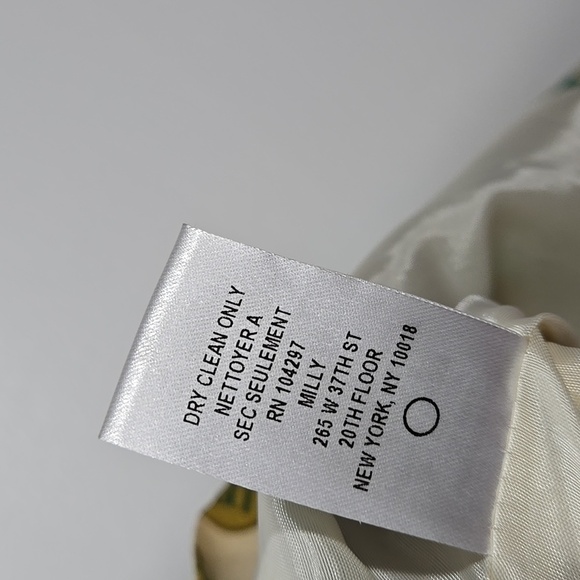 DRY CLEAN ONLY
NETTOYER A
SEC SEULEMENT
RN 104297
MILLY
265 W 37TH ST
20TH FLOOR
NEW YORK, NY 10018